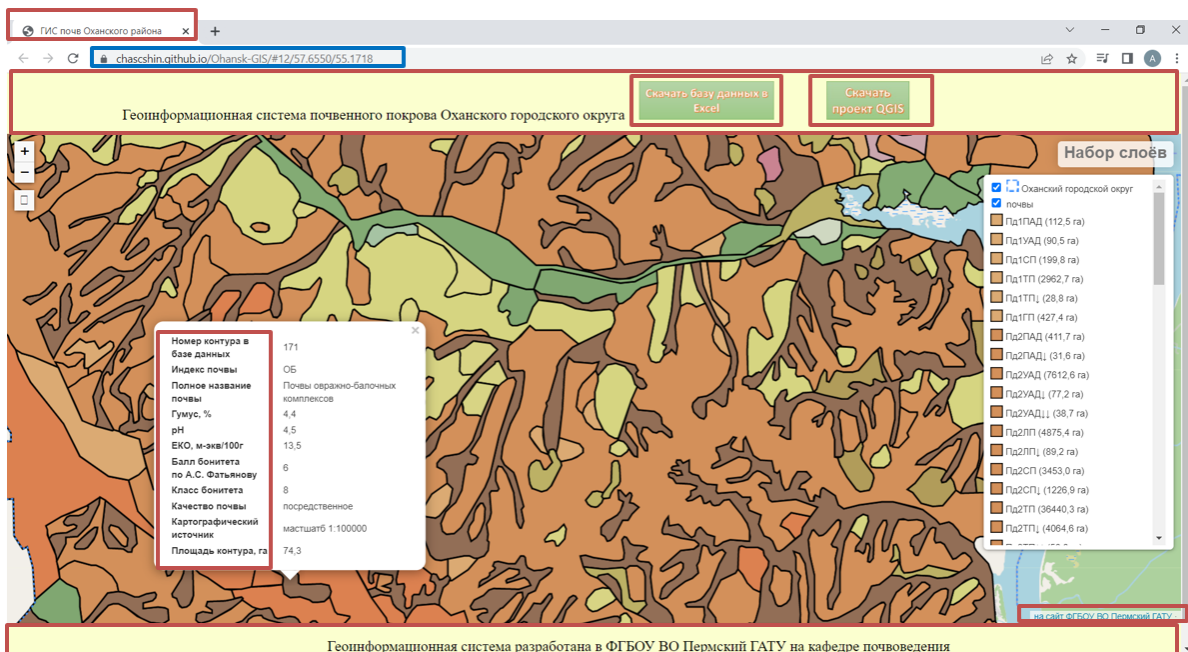 ГИС почв Оханского района
chascshin.github.io/Ohansk-GIS/#12/57.6550/55.1718
A
Геоинформационная система почвенного покрова Оханского городского округа
Скачать базу данных в
Excel
Скачать
проект QGIS
+
−
Набор слоёв
Оханский городской округ
почвы
Пд1ПАД (112,5 га)
Пд1УАД (90,5 га)
Пд1СП (199,8 га)
Пд1ТП (2962,7 га)
Пд1ТП↓ (28,8 га)
Пд1ГП (427,4 га)
Пд2ПАД (411,7 га)
Пд2ПАД↓ (31,6 га)
Пд2УАД (7612,6 га)
Пд2УАД↓ (77,2 га)
Пд2УАД↓↓ (38,7 га)
Пд2ЛП (4875,4 га)
Пд2ЛП↓ (89,2 га)
Пд2СП (3453,0 га)
Пд2СП↓ (1226,9 га)
Пд2ТП (36440,3 га)
Пд2ТП↓ (4064,6 га)
Номер контура в
базе данных 171
Индекс почвы ОБ
Полное название Почвы овражно-балочных
почвы комплексов
Гумус, % 4,4
pH 4,5
ЕКО, м-экв/100г 13,5
Балл бонитета
по А.С. Фатьянову 6
Класс бонитета 8
Качество почвы посредственное
Картографический
источник мастшатб 1:100000
Площадь контура, га 74,3
на сайт ФГБОУ ВО Пермский ГАТУ
Геоинформационная система разработана в ФГБОУ ВО Пермский ГАТУ на кафедре почвоведения